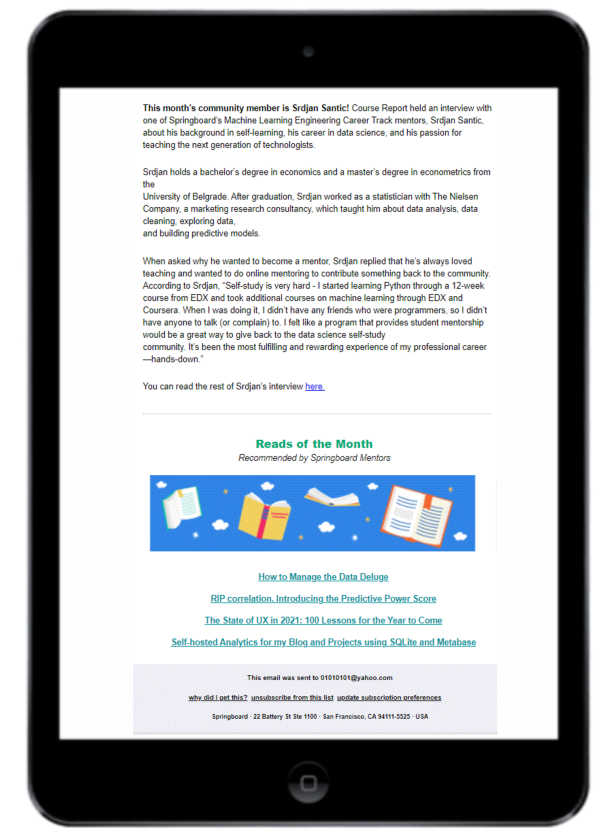 This month's community member is Srdjan Santic! Course Report held an interview with
one of Springboard's Machine Learning Engineering Career Track mentors, Srdjan Santic,
about his background in self-learning, his career in data science, and his passion for
teaching the next generation of technologists.
Srdjan holds a bachelor's degree in economics and a master's degree in econometrics from
the
University of Belgrade. After graduation, Srdjan worked as a statistician with The Nielsen
Company, a marketing research consultancy, which taught him about data analysis, data
cleaning, exploring data,
and building predictive models.
When asked why he wanted to become a mentor, Srdjan replied that he's always loved
teaching and wanted to do online mentoring to contribute something back to the community.
According to Srdjan, "Self-study is very hard - I started learning Python through a 12-week
course from EDX and took additional courses on machine learning through EDX and
Coursera. When I was doing it, I didn't have any friends who were programmers, so I didn't
have anyone to talk (or complain) to. I felt like a program that provides student mentorship
would be a great way to give back to the data science self-study
community. It's been the most fulfilling and rewarding experience of my professional career
—hands-down."
You can read the rest of Srdjan's interview here.
Reads of the Month
Recommended by Springboard Mentors
How to Manage the Data Deluge
RIP correlation. Introducing the Predictive Power Score
The State of UX in 2021: 100 Lessons for the Year to Come
Self-hosted Analytics for my Blog and Projects using SQLite and Metabase
This email was sent to 01010101@yahoo.com
why did I get this? unsubscribe from this list update subscription preferences
Springboard · 22 Battery St Ste 1100 · San Francisco, CA 94111-5525 · USA